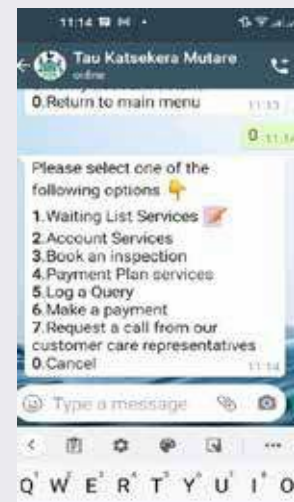 11:14
Tau Katsekera Mutare
online
0.Return to main menu
11:13
0 11:14
Please select one of the
following options 👇
1.Waiting List Services 📝
2.Account Services
3.Book an inspection
4.Payment Plan services
5.Log a Query
6.Make a payment
7.Request a call from our
customer care representatives
0.Cancel
11:14
Type a message
Q W E R T Y U I O